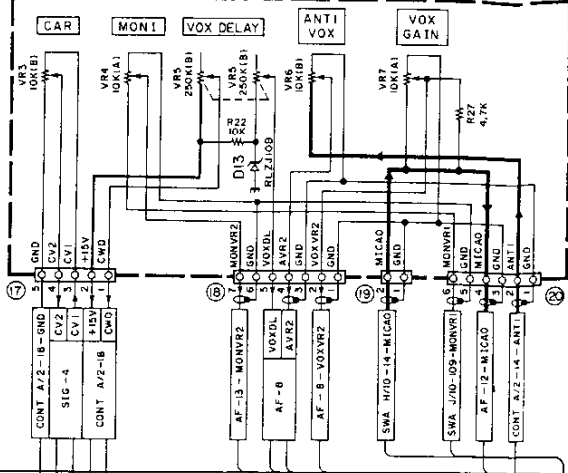 CAR
MONI
VOX DELAY
ANTI
VOX
VOX
GAIN
VR3
10K(B)
VR4
10K(A)
VR5
250K(B)
VR5
250K(B)
VR6
10K(B)
VR7
10K(A)
R22
10K
D13
RLZJ10B
R27
4.7K
GND
CV2
CV1
+15V
CWD
MONVR2
GND
VOXDL
AVR2
GND
VOXVR2
GND
MICAO
GND
MONVR1
GND
MICAO
GND
ANTI
GND
17
5 4 3 2 1
18
7 6 5 4 3 2 1
19
2 1
6 5 4 3 2 1
20
CONT A/2-18-GND
CV2
CV1
SIG-4
+15V
CWD
CONT A/2-18
AF-13-MONVR2
VOXDL
AVR2
AF-8
AF-8-VOXVR2
SWA H/10-14-MICAO
SWA J/10-109-MONVR1
AF-12-MICAO
CONT A/2-14-ANTI